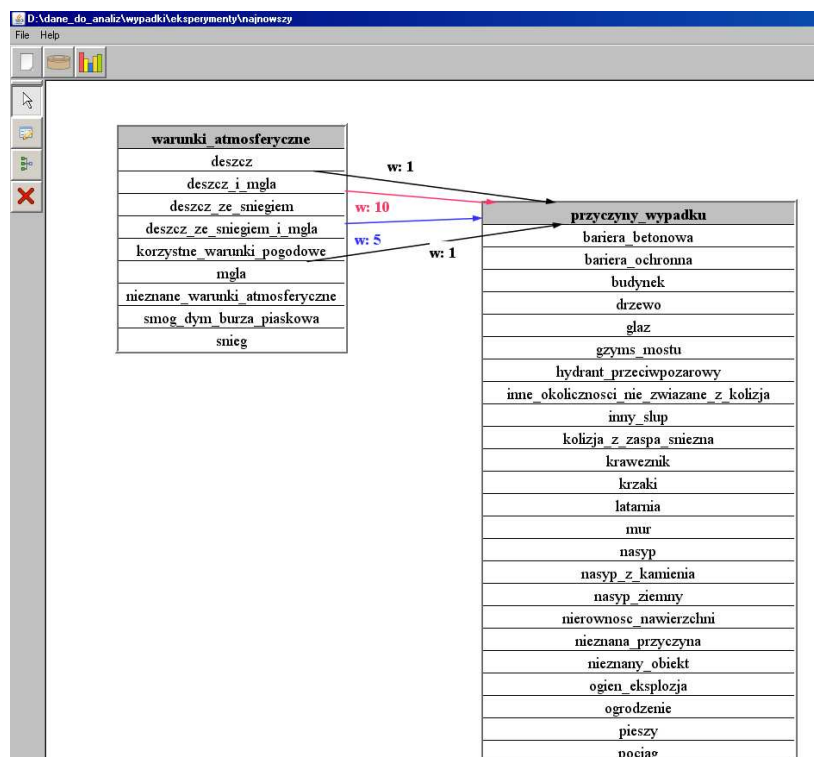 D:\dane_do_analiz\wypadki\eksperymenty\najnowszy
File Help
warunki_atmosferyczne
deszcz
deszcz_i_mgla
deszcz_ze_sniegiem
deszcz_ze_sniegiem_i_mgla
korzystne_warunki_pogodowe
mgla
nieznane_warunki_atmosferyczne
smog_dym_burza_piaskowa
snieg
w: 1
w: 10
w: 5
w: 1
przyczyny_wypadku
bariera_betonowa
bariera_ochronna
budynek
drzewo
glaz
gzyms_mostu
hydrant_przeciwpozarowy
inne_okolicznosci_nie_zwiazane_z_kolizja
inny_slup
kolizja_z_zaspa_sniezna
kraweznik
krzaki
latarnia
mur
nasyp
nasyp_z_kamienia
nasyp_ziemny
nierownosc_nawierzchni
nieznana_przyczyna
nieznany_obiekt
ogien_eksplozja
ogrodzenie
pieszy
pociag